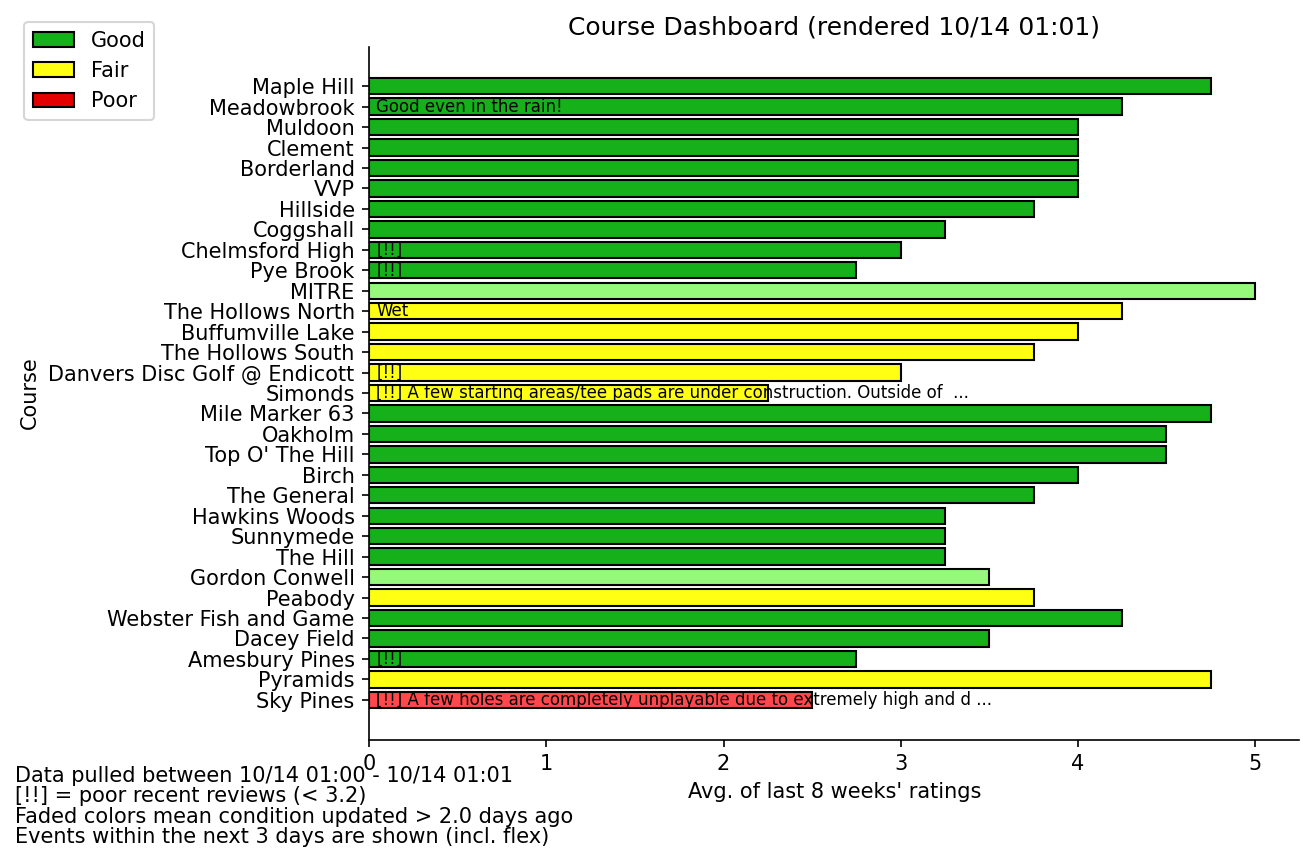 Course Dashboard (rendered 10/14 01:01)
Good
Fair
Poor
Course
Maple Hill
Meadowbrook Good even in the rain!
Muldoon
Clement
Borderland
VVP
Hillside
Coggshall
Chelmsford High [!!]
Pye Brook [!!]
MITRE
The Hollows North Wet
Buffumville Lake
The Hollows South
Danvers Disc Golf @ Endicott [!!]
Simonds [!!] A few starting areas/tee pads are under construction. Outside of ...
Mile Marker 63
Oakholm
Top O' The Hill
Birch
The General
Hawkins Woods
Sunnymede
The Hill
Gordon Conwell
Peabody
Webster Fish and Game
Dacey Field
Amesbury Pines [!!]
Pyramids
Sky Pines [!!] A few holes are completely unplayable due to extremely high and d ...
0 1 2 3 4 5
Avg. of last 8 weeks' ratings
Data pulled between 10/14 01:00 - 10/14 01:01
[!!] = poor recent reviews (< 3.2)
Faded colors mean condition updated > 2.0 days ago
Events within the next 3 days are shown (incl. flex)